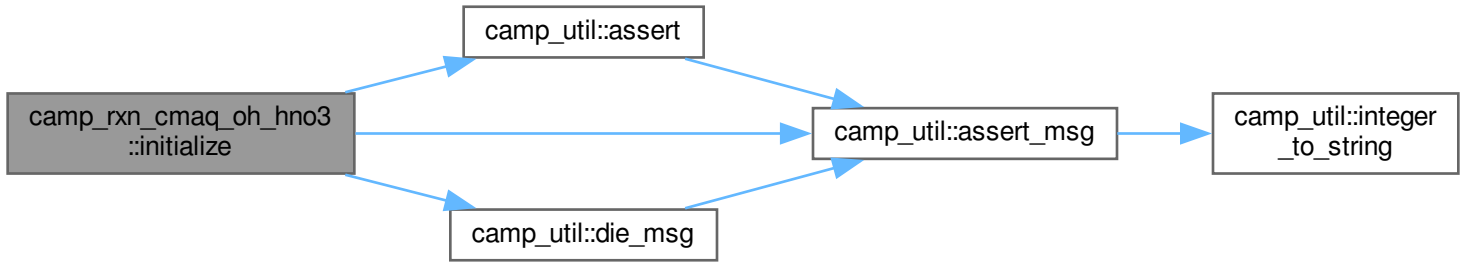 camp_util::assert
camp_rxn_cmaq_oh_hno3
::initialize
camp_util::assert_msg
camp_util::integer
_to_string
camp_util::die_msg